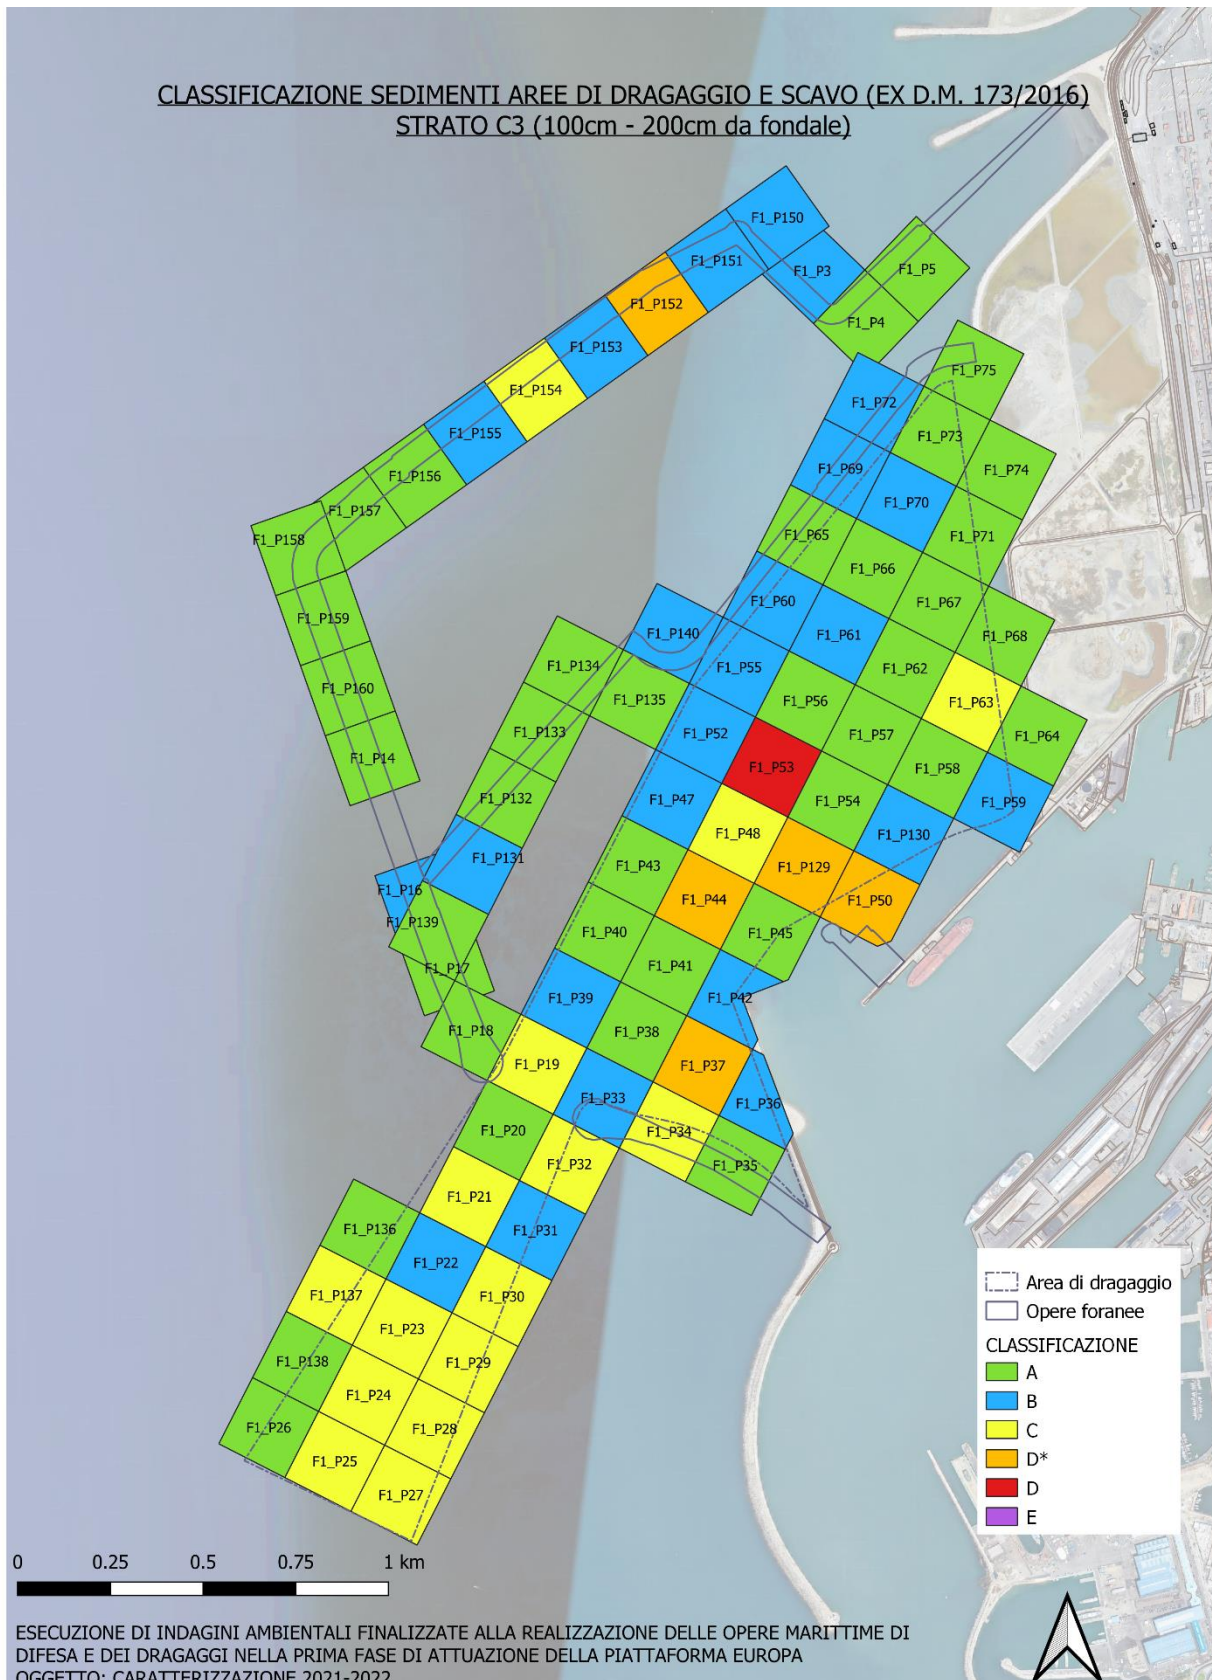 CLASSIFICAZIONE SEDIMENTI AREE DI DRAGAGGIO E SCAVO (EX D.M. 173/2016)
STRATO C3 (100cm - 200cm da fondale)
F1_P150
F1_P151
F1_P3
F1_P5
F1_P152
F1_P4
F1_P153
F1_P75
F1_P154
F1_P72
F1_P155
F1_P73
F1_P69
F1_P74
F1_P156
F1_P70
F1_P157
F1_P65
F1_P71
F1_P158
F1_P66
F1_P60
F1_P67
F1_P159
F1_P140
F1_P61
F1_P68
F1_P134
F1_P55
F1_P62
F1_P160
F1_P135
F1_P56
F1_P63
F1_P133
F1_P52
F1_P57
F1_P64
F1_P14
F1_P53
F1_P58
F1_P132
F1_P47
F1_P54
F1_P59
F1_P48
F1_P130
F1_P131
F1_P43
F1_P129
F1_P16
F1_P44
F1_P50
F1_P139
F1_P40
F1_P45
F1_P17
F1_P41
F1_P39
F1_P42
F1_P18
F1_P38
F1_P19
F1_P37
F1_P33
F1_P36
F1_P20
F1_P34
F1_P32
F1_P35
F1_P21
F1_P136
F1_P31
F1_P22
F1_P137
F1_P30
F1_P23
F1_P138
F1_P29
F1_P24
F1_P26
F1_P28
F1_P25
F1_P27
Area di dragaggio
Opere foranee
CLASSIFICAZIONE
A
B
C
D*
D
E
0 0.25 0.5 0.75 1 km
ESECUZIONE DI INDAGINI AMBIENTALI FINALIZZATE ALLA REALIZZAZIONE DELLE OPERE MARITTIME DI
DIFESA E DEI DRAGAGGI NELLA PRIMA FASE DI ATTUAZIONE DELLA PIATTAFORMA EUROPA
OGGETTO: CARATTERIZZAZIONE 2021-2022